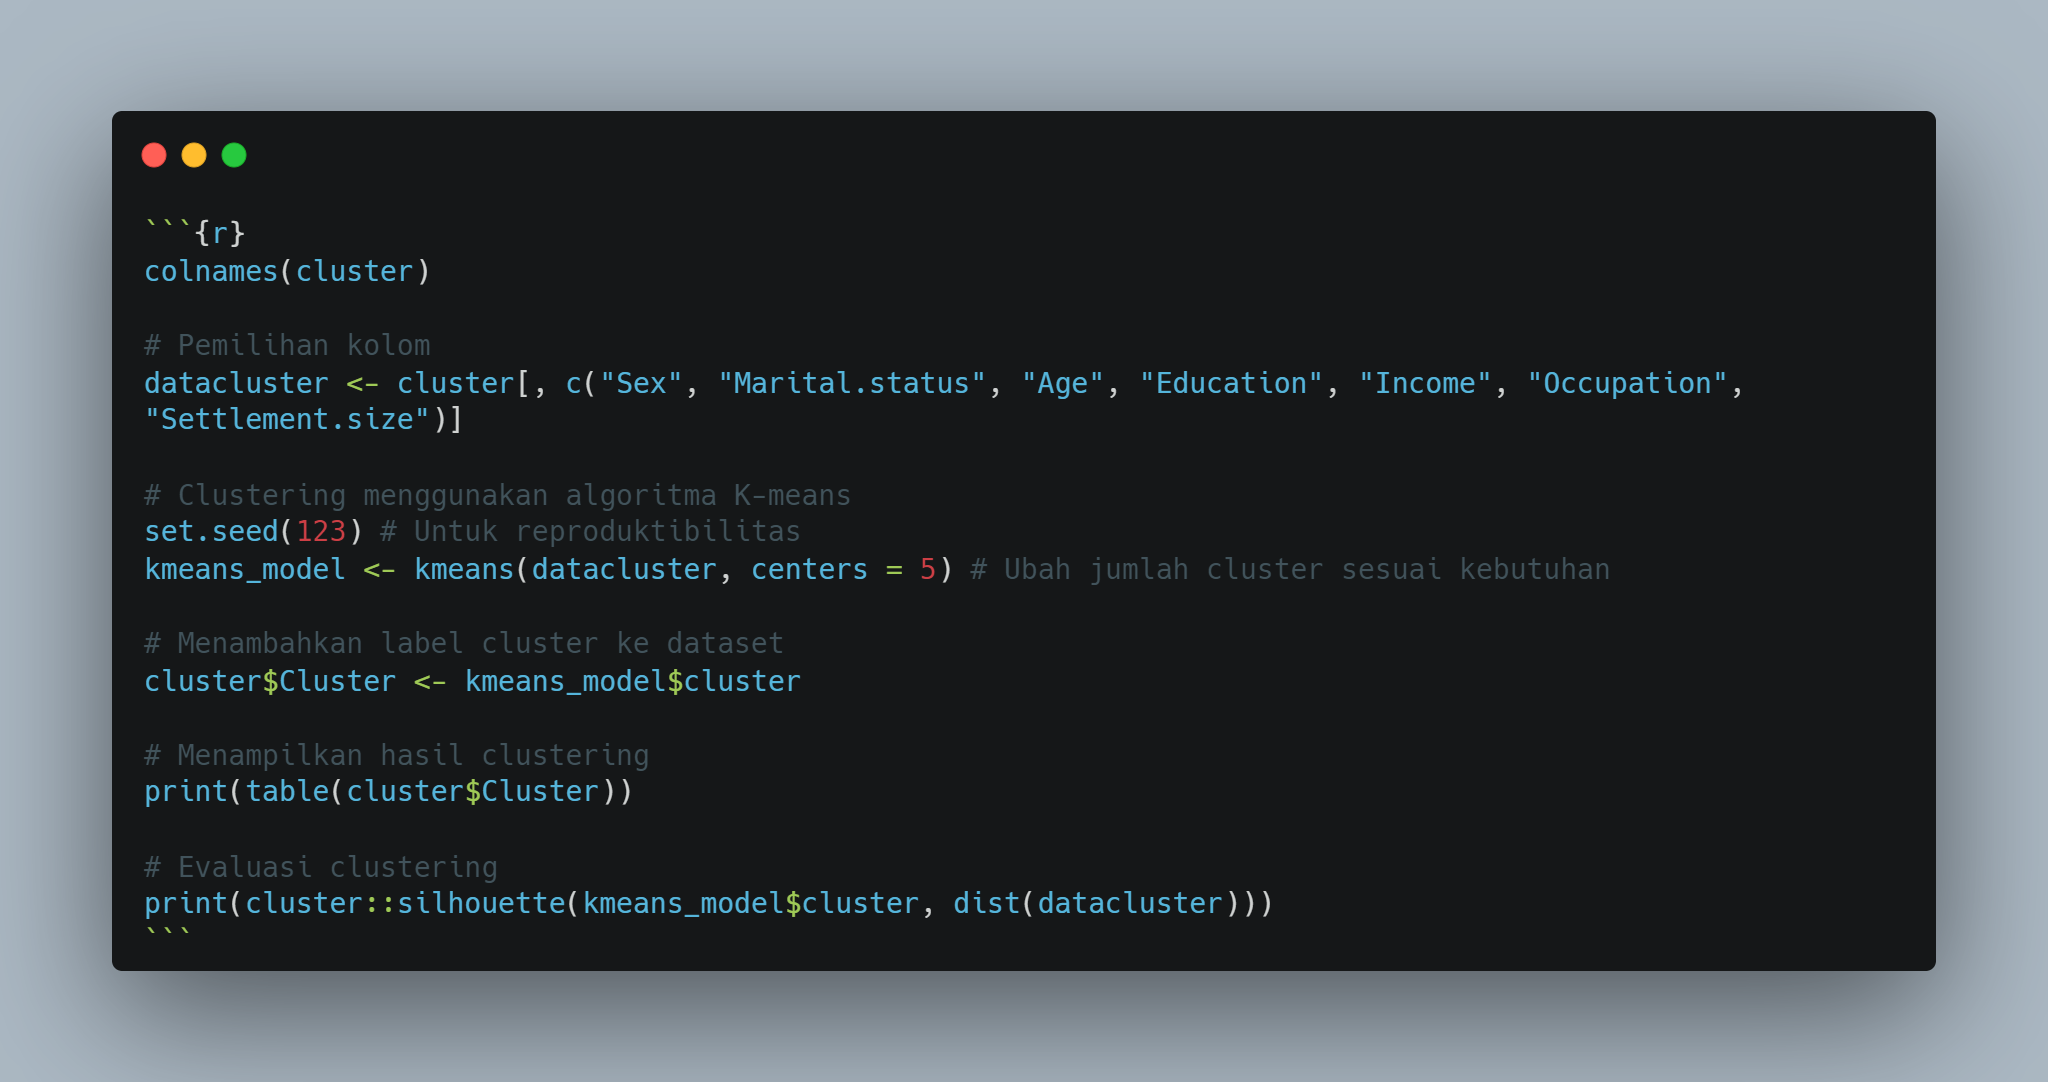 ```{r}
colnames(cluster)
# Pemilihan kolom
datacluster <- cluster[, c("Sex", "Marital.status", "Age", "Education", "Income", "Occupation",
"Settlement.size")]
# Clustering menggunakan algoritma K-means
set.seed(123) # Untuk reproduktibilitas
kmeans_model <- kmeans(datacluster, centers = 5) # Ubah jumlah cluster sesuai kebutuhan
# Menambahkan label cluster ke dataset
cluster$Cluster <- kmeans_model$cluster
# Menampilkan hasil clustering
print(table(cluster$Cluster))
# Evaluasi clustering
print(cluster::silhouette(kmeans_model$cluster, dist(datacluster)))
```